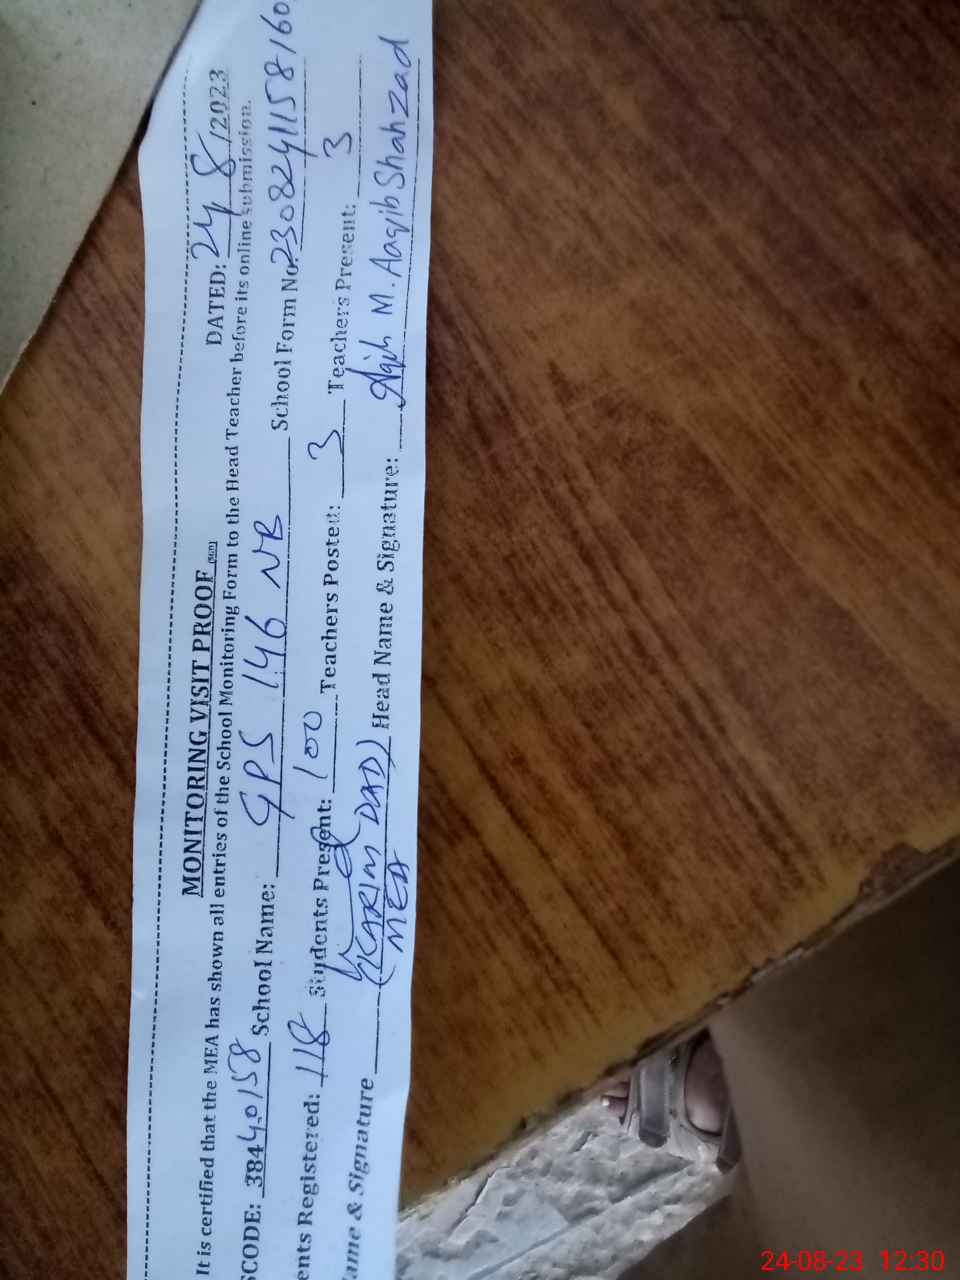 MONITORING VISIT PROOF
DATED: 24/8/2023
It is certified that the MEA has shown all entries of the School Monitoring Form to the Head Teacher before its online submission.
SCODE: 38440158 School Name: GPS 146 NB School Form No. 2308241158160
ents Registered: 118 Students Present: 100 Teachers Posted: 3 Teachers Present: 3
ame & Signature (KARIM DAD) Head Name & Signature: Aqib M. Aaqib Shahzad
MEA
24-08-23 12:30